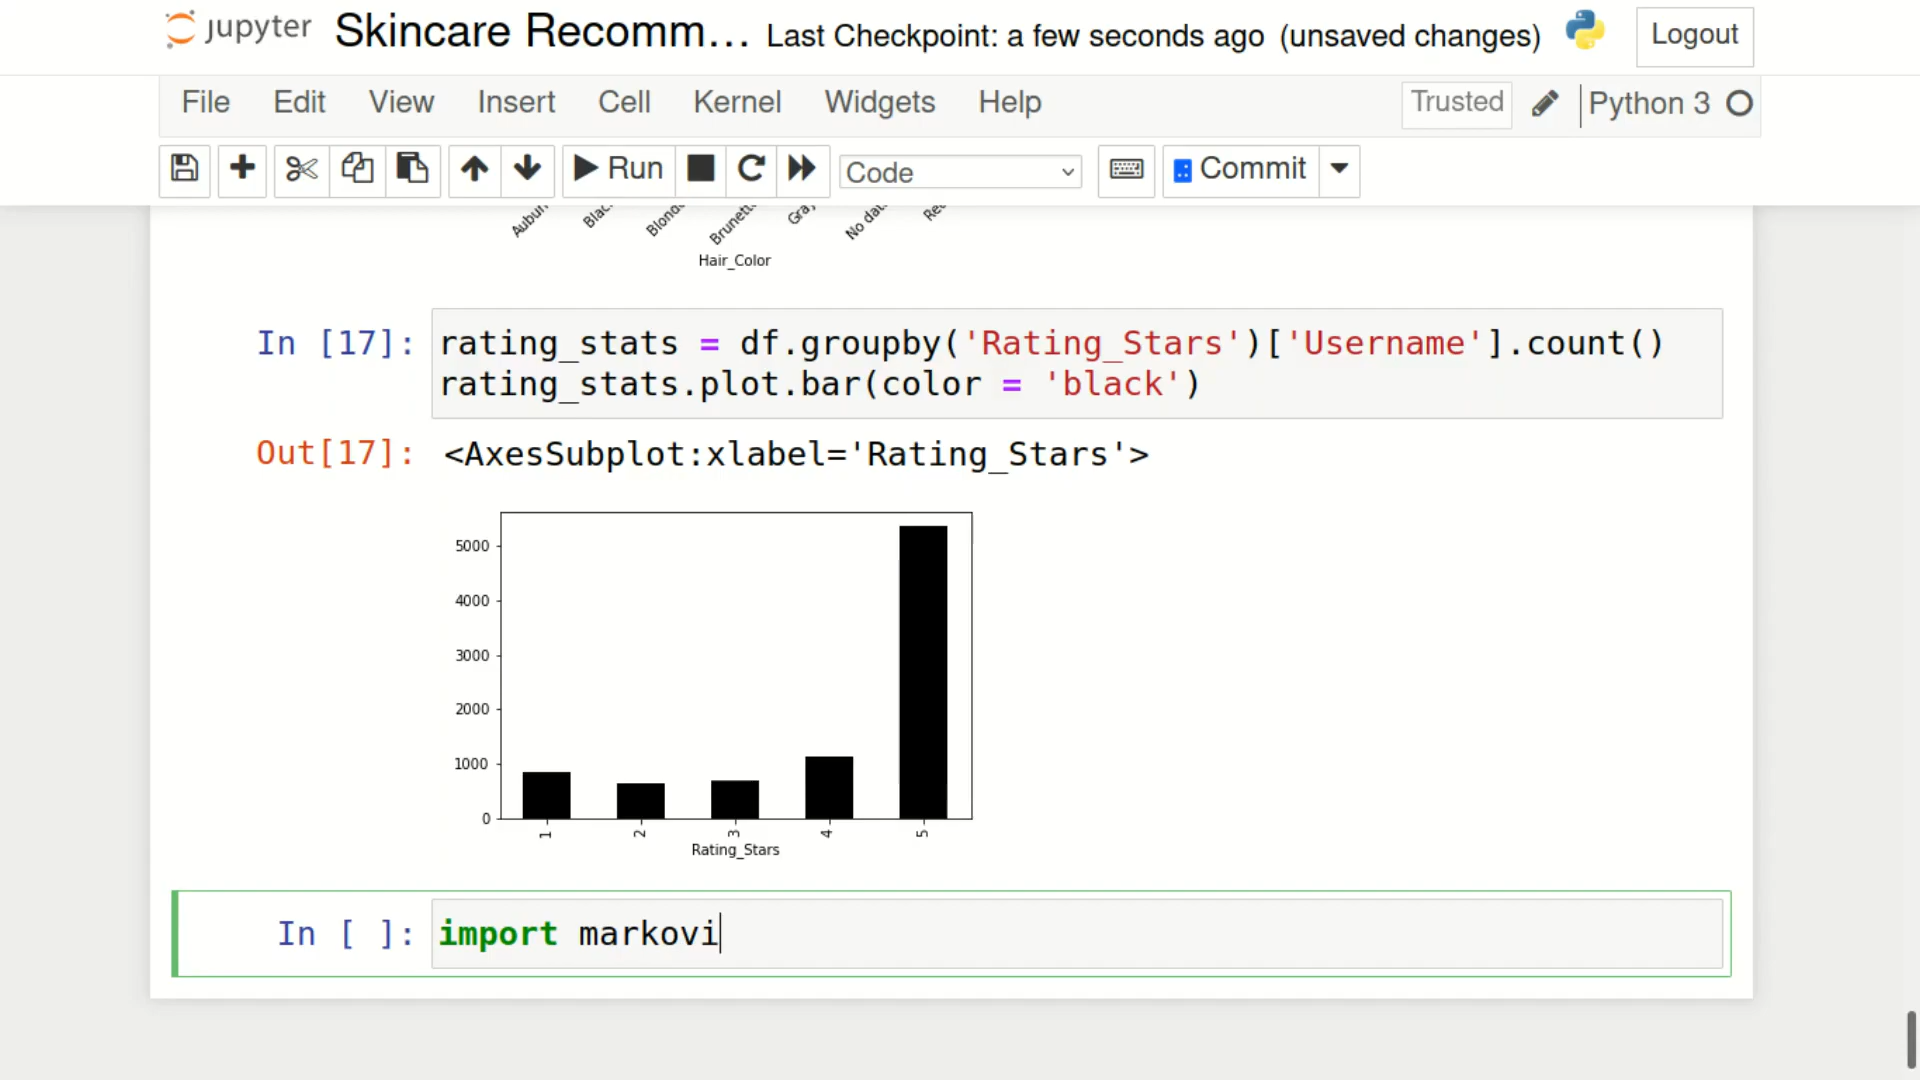 jupyter Skincare Recomm... Last Checkpoint: a few seconds ago (unsaved changes) Logout
File Edit View Insert Cell Kernel Widgets Help Trusted Python 3
Run Code Commit
Hair_Color
In [17]: rating_stats = df.groupby('Rating_Stars')['Username'].count()
rating_stats.plot.bar(color = 'black')
Out[17]: <AxesSubplot:xlabel='Rating_Stars'>
5000
4000
3000
2000
1000
0
1 2 3 4 5
Rating_Stars
In [ ]: import markovi